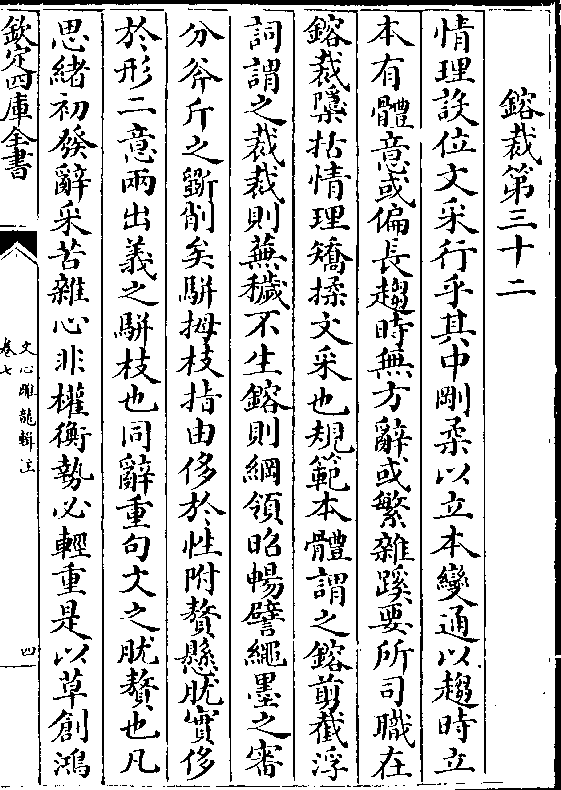 鎔裁第三十二
情理設位文采行乎其中剛柔以立本變通以趨時立
本有體意或偏長趨時無方辭或繁雜蹊要所司職在
鎔裁櫽括情理矯揉文采也規範本體謂之鎔剪截浮
詞謂之裁裁則蕪穢不生鎔則綱領昭暢譬繩墨之審
分斧斤之斵削矣駢拇枝指由侈於性附贅懸肬實侈
於形二意兩出義之駢枝也同辭重句文之肬贅也凡
思緒初發辭采苦雜心非權衡勢必輕重是以草創鴻
欽定四庫全書
文心雕龍輯注
卷七
四